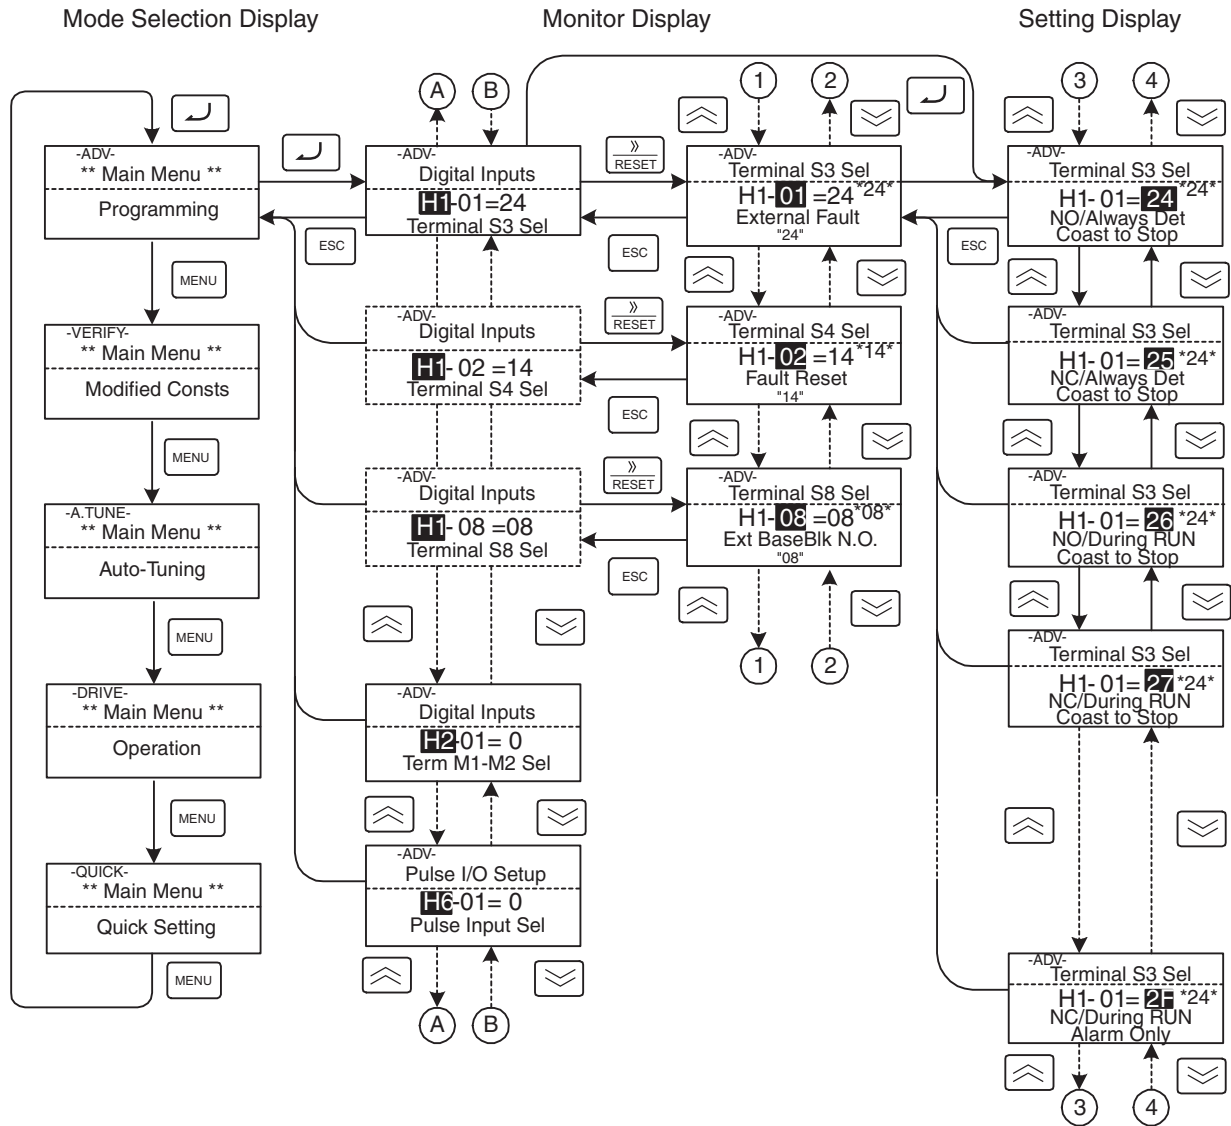 Mode Selection Display
Monitor Display
Setting Display
-ADV-
** Main Menu **
Programming
MENU
-VERIFY-
** Main Menu **
Modified Consts
MENU
-A.TUNE-
** Main Menu **
Auto-Tuning
MENU
-DRIVE-
** Main Menu **
Operation
MENU
-QUICK-
** Main Menu **
Quick Setting
MENU
ESC
A
B
-ADV-
Digital Inputs
H1-01=24
Terminal S3 Sel
-ADV-
Digital Inputs
H1- 02 =14
Terminal S4 Sel
-ADV-
Digital Inputs
H1- 08 =08
Terminal S8 Sel
-ADV-
Digital Inputs
H2-01= 0
Term M1-M2 Sel
-ADV-
Pulse I/O Setup
H6-01= 0
Pulse Input Sel
A
B
RESET
ESC
RESET
ESC
RESET
ESC
1
2
-ADV-
Terminal S3 Sel
H1- 01 =24 *24*
External Fault
"24"
-ADV-
Terminal S4 Sel
H1- 02 =14 *14*
Fault Reset
"14"
-ADV-
Terminal S8 Sel
H1- 08 =08 *08*
Ext BaseBlk N.O.
"08"
1
2
ESC
3
4
-ADV-
Terminal S3 Sel
H1- 01= 24 *24*
NO/Always Det
Coast to Stop
-ADV-
Terminal S3 Sel
H1- 01= 25 *24*
NC/Always Det
Coast to Stop
-ADV-
Terminal S3 Sel
H1- 01= 26 *24*
NO/During RUN
Coast to Stop
-ADV-
Terminal S3 Sel
H1- 01= 27 *24*
NC/During RUN
Coast to Stop
-ADV-
Terminal S3 Sel
H1- 01= 2F *24*
NC/During RUN
Alarm Only
3
4